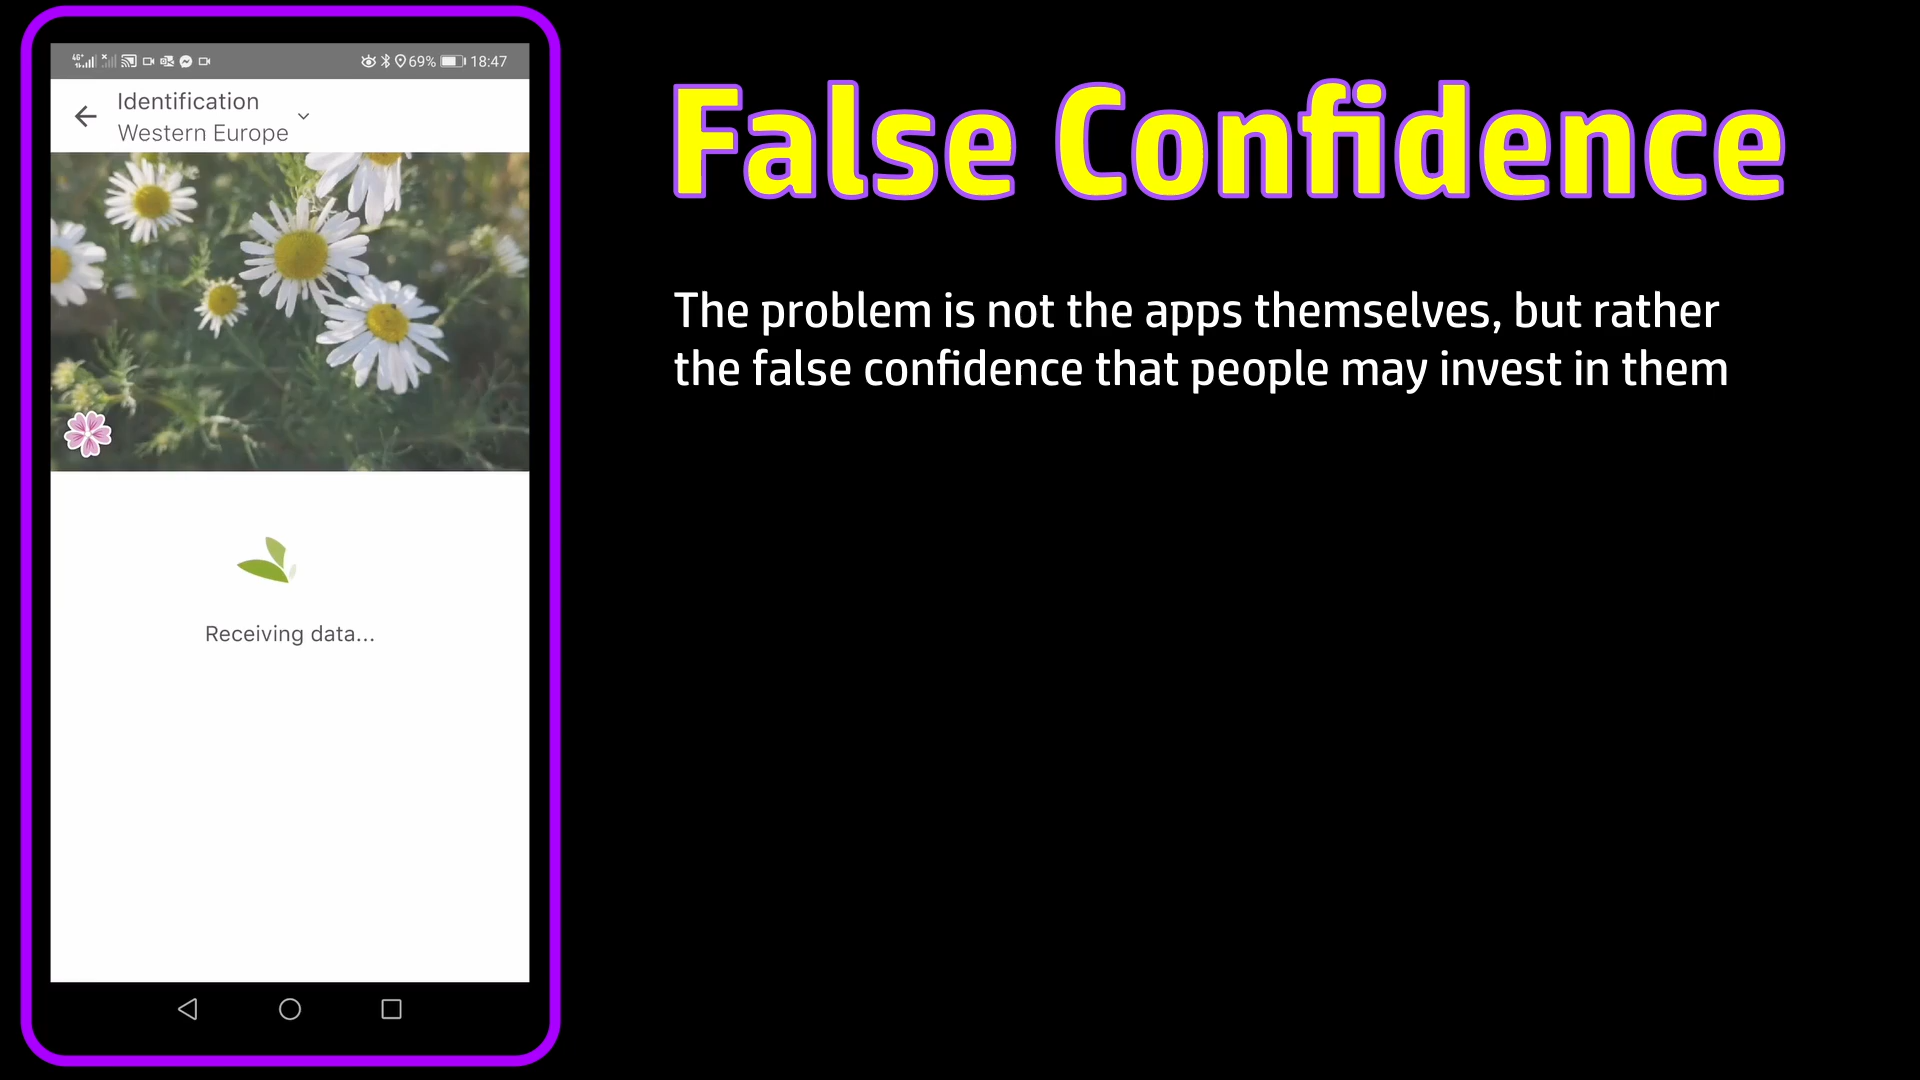 69% 18:47
Identification
Western Europe
Receiving data...
False Confidence
The problem is not the apps themselves, but rather
the false confidence that people may invest in them